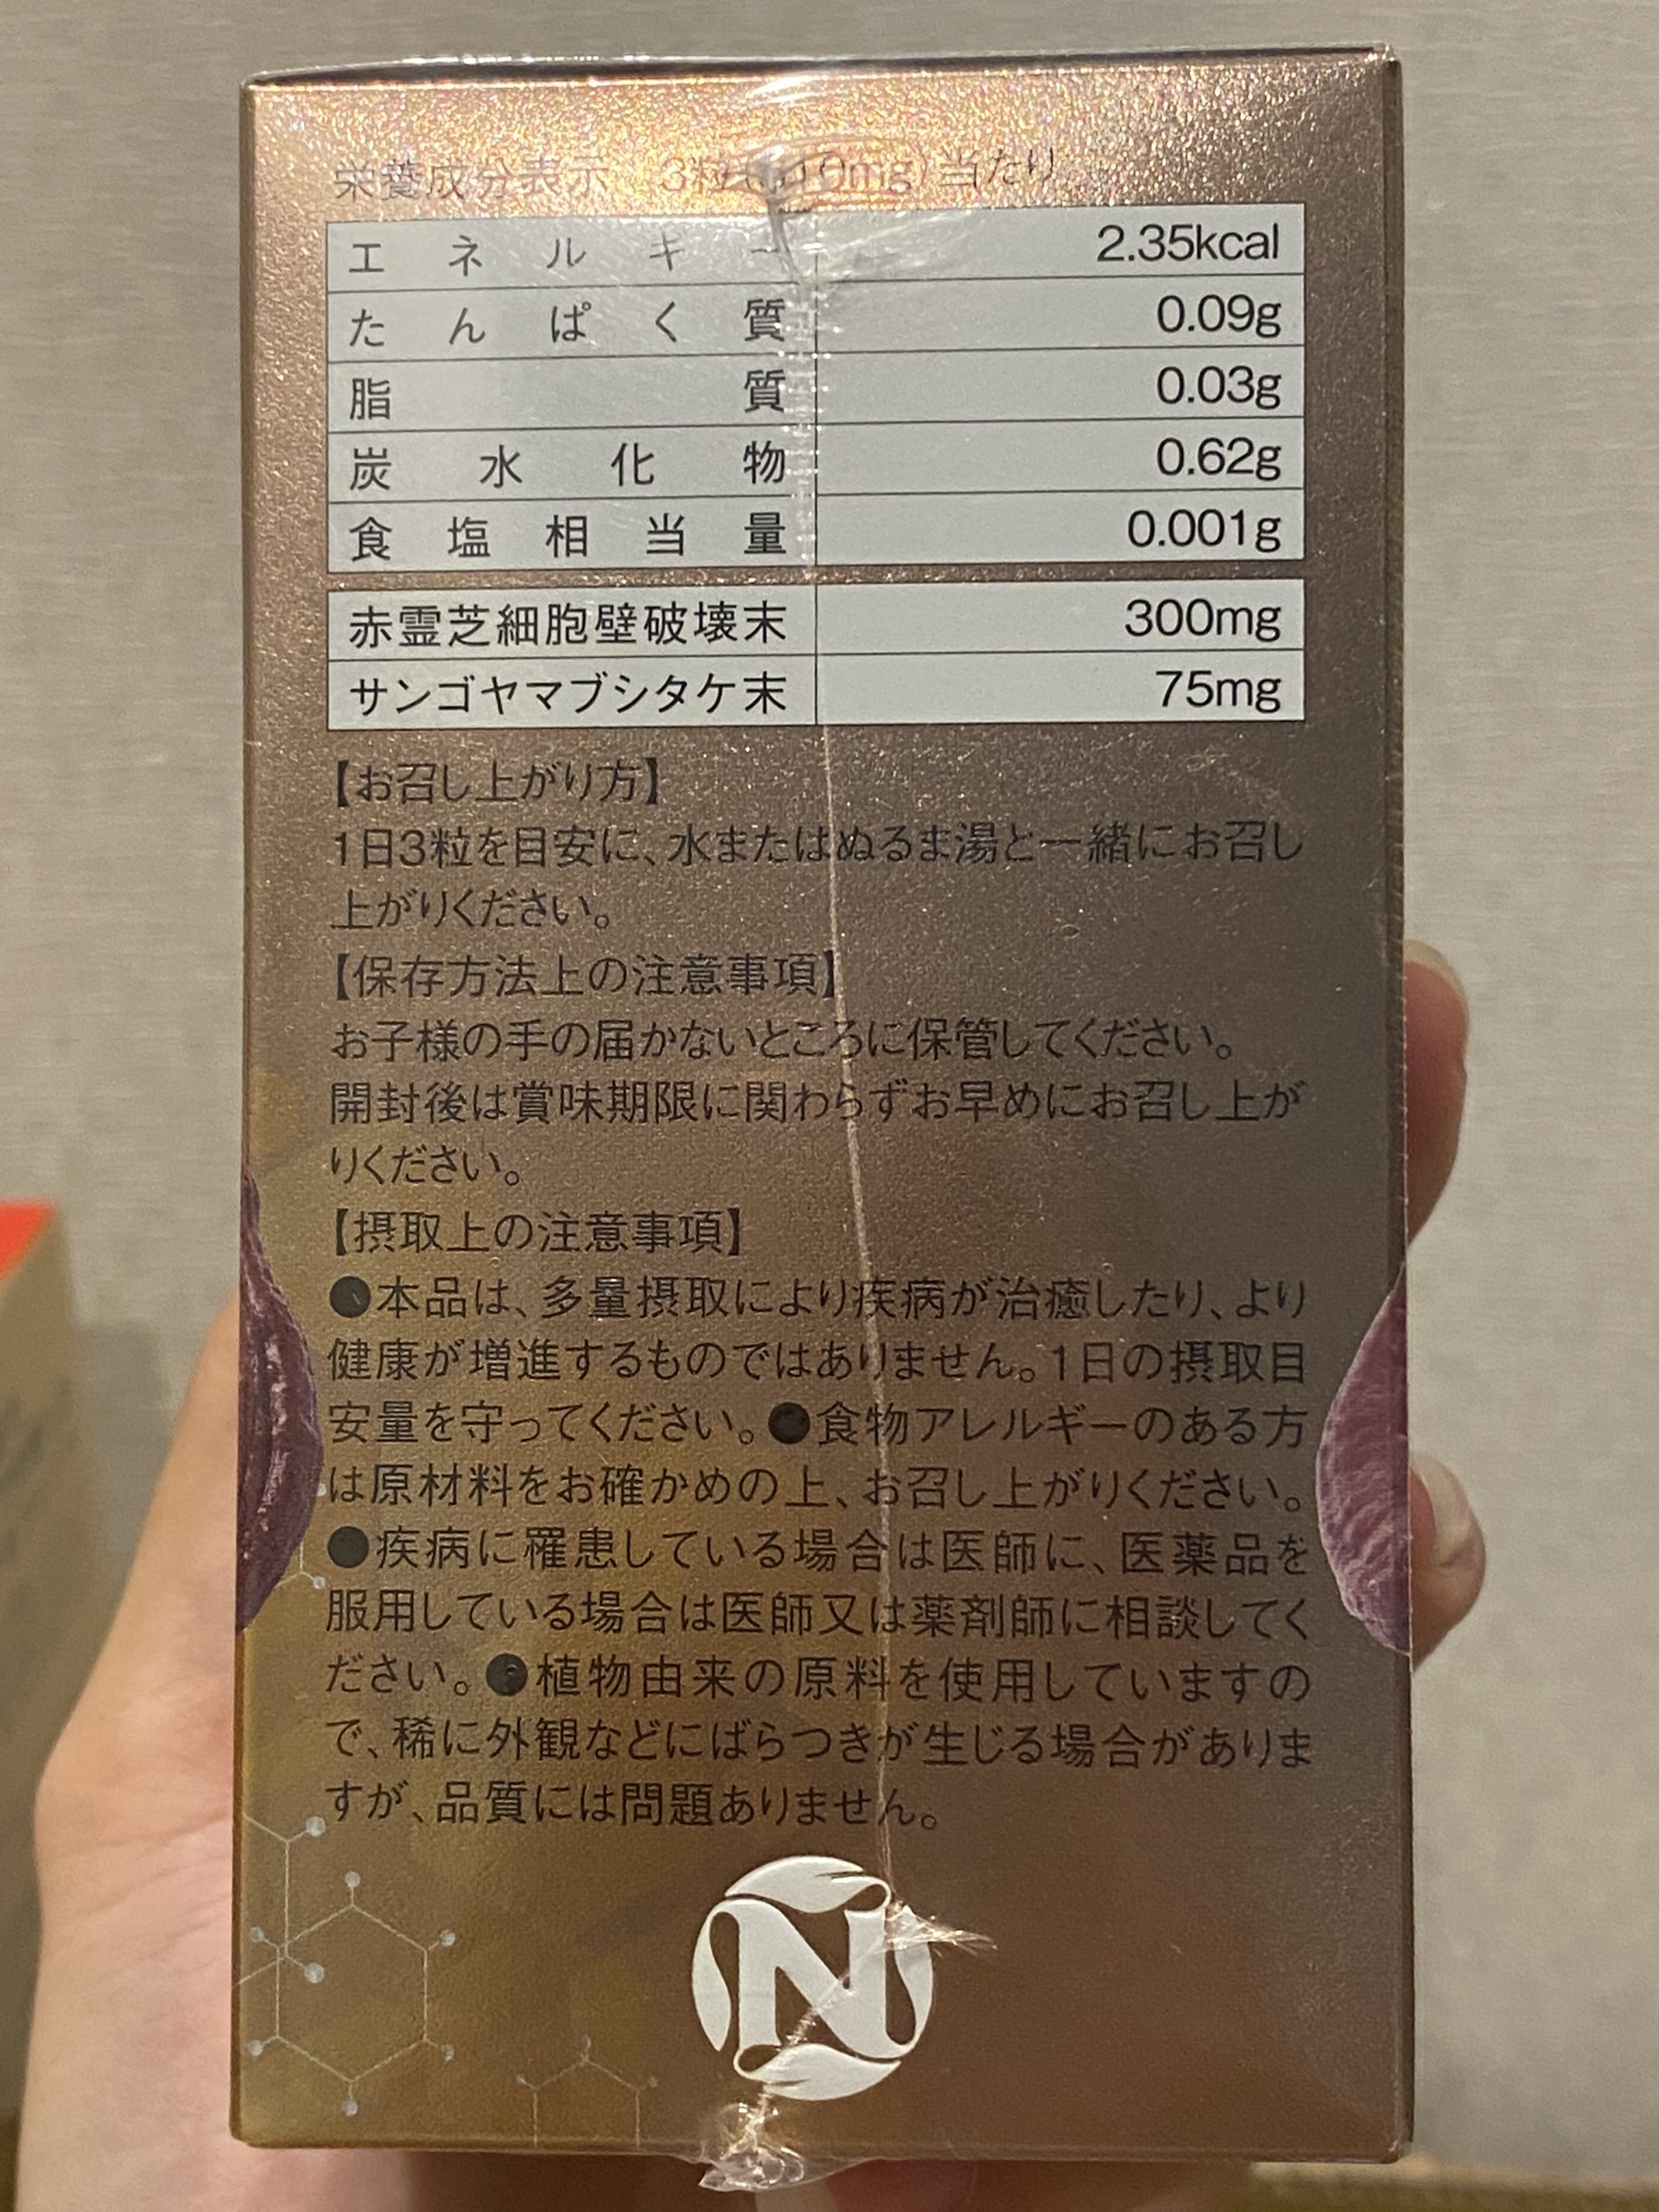 栄養成分表示 3粒 当たり
エネルギー 2.35kcal
たんぱく質 0.09g
脂質 0.03g
炭水化物 0.62g
食塩相当量 0.001g
赤霊芝細胞壁破壊末 300mg
サンゴヤマブシタケ末 75mg
【お召し上がり方】
1日3粒を目安に、水またはぬるま湯と一緒にお召し
上がりください。
【保存方法上の注意事項】
お子様の手の届かないところに保管してください。
開封後は賞味期限に関わらずお早めにお召し上が
りください。
【摂取上の注意事項】
●本品は、多量摂取により疾病が治癒したり、より
健康が増進するものではありません。1日の摂取目
安量を守ってください。●食物アレルギーのある方
は原材料をお確かめの上、お召し上がりください。
●疾病に罹患している場合は医師に、医薬品を
服用している場合は医師又は薬剤師に相談してく
ださい。●植物由来の原料を使用していますの
で、稀に外観などにばらつきが生じる場合がありま
すが、品質には問題ありません。
N